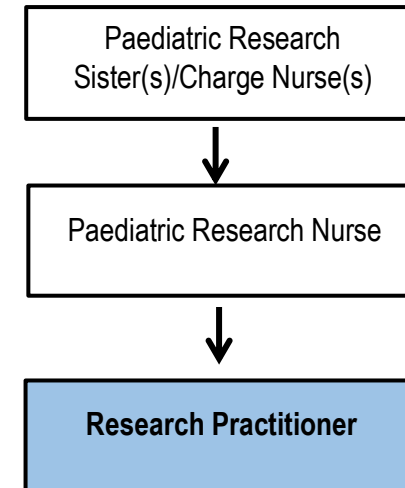 Paediatric Research
Sister(s)/Charge Nurse(s)
Paediatric Research Nurse
Research Practitioner